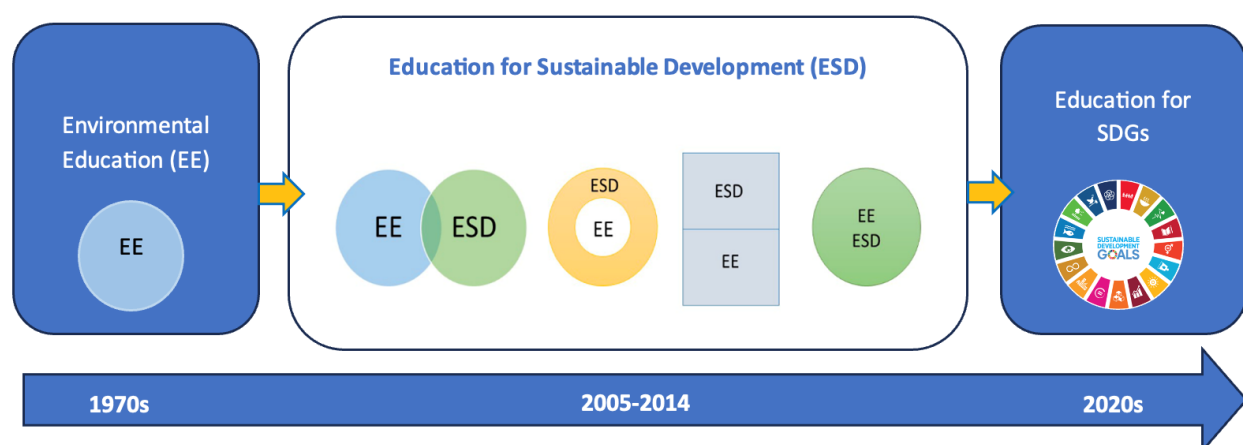 Environmental
Education (EE)
EE
Education for Sustainable Development (ESD)
EE
ESD
ESD
EE
ESD
EE
EE
ESD
Education for
SDGs
SUSTAINABLE
DEVELOPMENT
GOALS
1970s
2005-2014
2020s